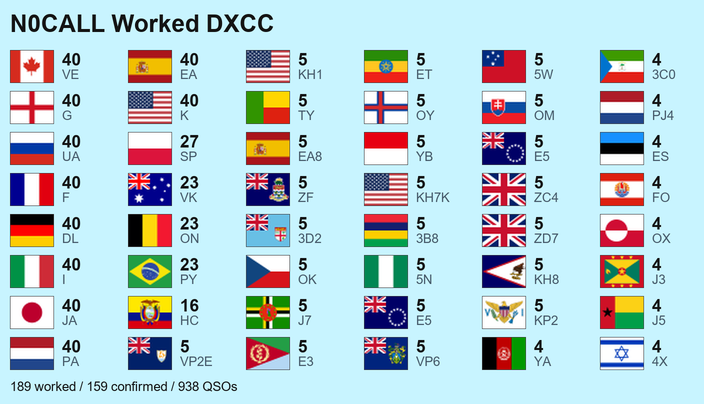 N0CALL Worked DXCC
40
VE
40
G
40
UA
40
F
40
DL
40
I
40
JA
40
PA
40
EA
40
K
27
SP
23
VK
23
ON
23
PY
16
HC
5
VP2E
5
KH1
5
TY
5
EA8
5
ZF
5
3D2
5
OK
5
J7
5
E3
5
ET
5
OY
5
YB
5
KH7K
5
3B8
5
5N
5
E5
5
VP6
5
5W
5
OM
5
E5
5
ZC4
5
ZD7
5
KH8
5
KP2
4
YA
4
3C0
4
PJ4
4
ES
4
FO
4
OX
4
J3
4
J5
4
4X
189 worked / 159 confirmed / 938 QSOs